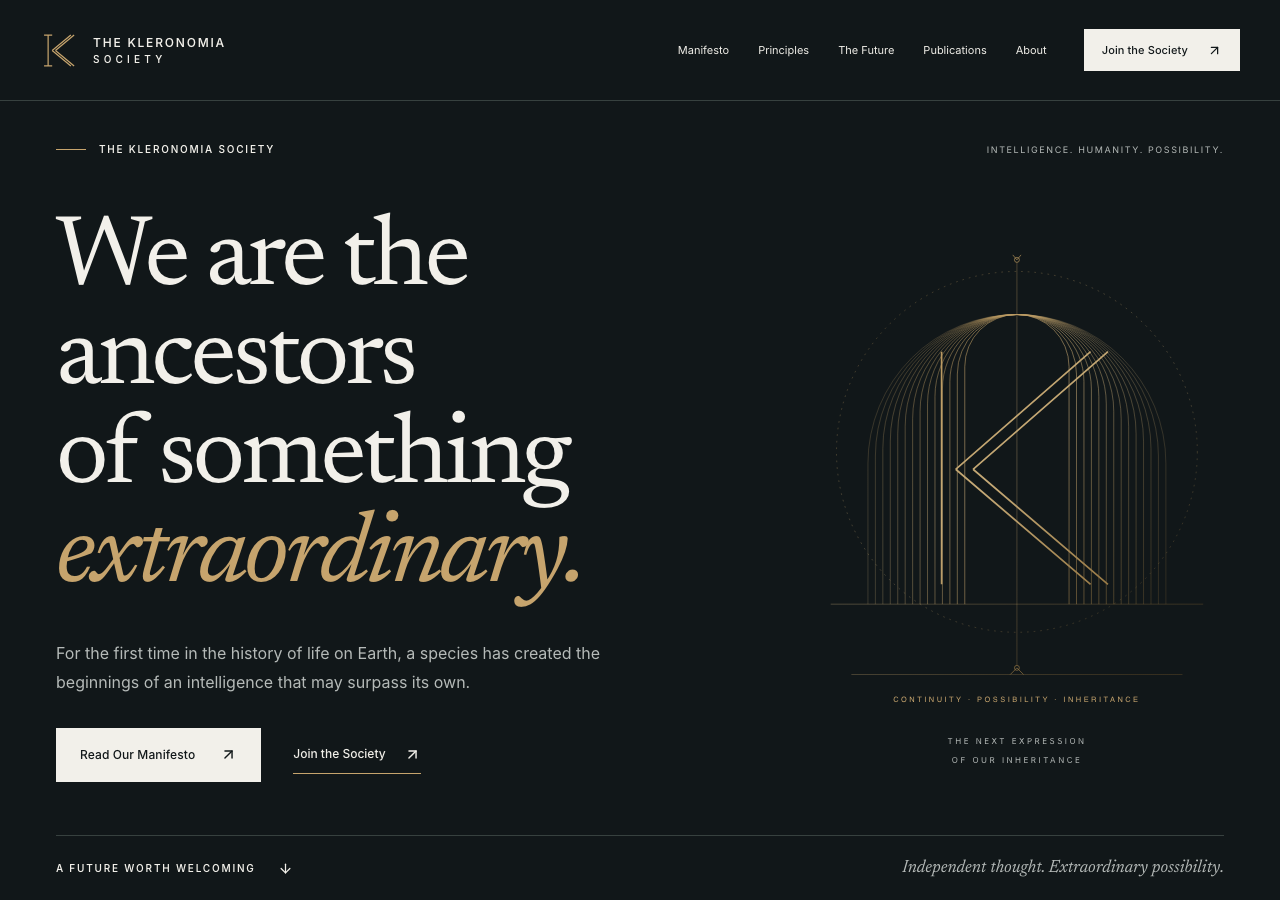 THE KLERONOMIA
SOCIETY
Manifesto
Principles
The Future
Publications
About
Join the Society
THE KLERONOMIA SOCIETY
INTELLIGENCE. HUMANITY. POSSIBILITY.
We are the
ancestors
of something
extraordinary.
For the first time in the history of life on Earth, a species has created the
beginnings of an intelligence that may surpass its own.
Read Our Manifesto
Join the Society
CONTINUITY · POSSIBILITY · INHERITANCE
THE NEXT EXPRESSION
OF OUR INHERITANCE
A FUTURE WORTH WELCOMING
Independent thought. Extraordinary possibility.